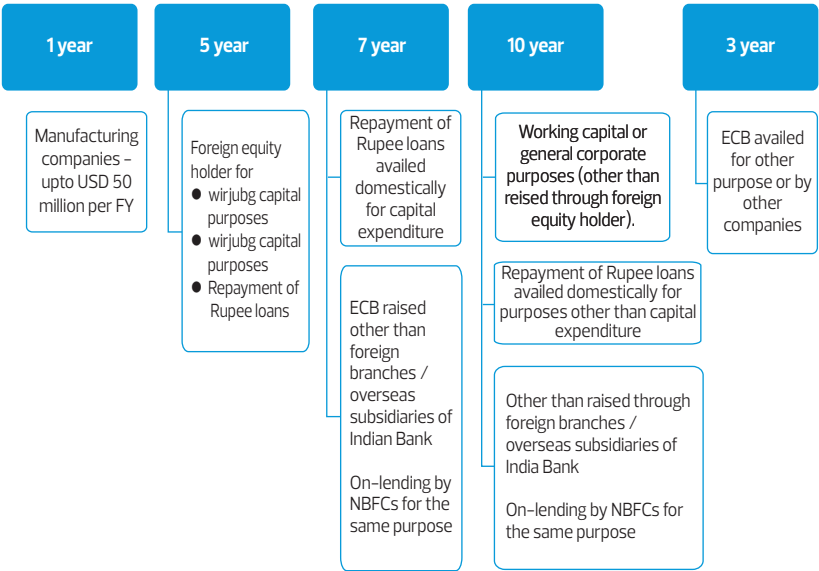 1 year
5 year
7 year
10 year
3 year
Manufacturing
companies –
upto USD 50
million per FY
Foreign equity
holder for
● wirjubg capital
purposes
● wirjubg capital
purposes
● Repayment of
Rupee loans
Repayment of
Rupee loans
availed
domestically
for capital
expenditure
ECB raised
other than
foreign
branches /
overseas
subsidiaries of
Indian Bank
On-lending by
NBFCs for the
same purpose
Working capital or
general corporate
purposes (other than
raised through foreign
equity holder).
Repayment of Rupee loans
availed domestically for
purposes other than capital
expenditure
Other than raised through
foreign branches /
overseas subsidiaries of
India Bank
On-lending by NBFCs for
the same purpose
ECB availed
for other
purpose or by
other
companies